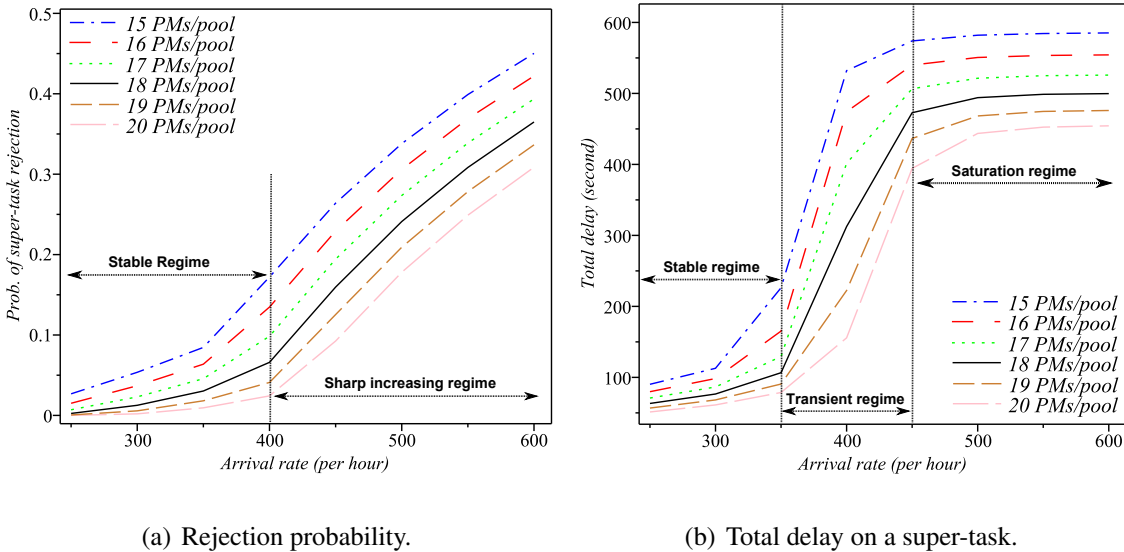 0.5
0.4
0.3
0.2
0.1
0
Prob. of super-task rejection
15 PMs/pool
16 PMs/pool
17 PMs/pool
18 PMs/pool
19 PMs/pool
20 PMs/pool
Stable Regime
Sharp increasing regime
300 400 500 600
Arrival rate (per hour)
(a) Rejection probability.
600
500
400
300
200
100
Total delay (second)
Saturation regime
Stable regime
Transient regime
15 PMs/pool
16 PMs/pool
17 PMs/pool
18 PMs/pool
19 PMs/pool
20 PMs/pool
300 400 500 600
Arrival rate (per hour)
(b) Total delay on a super-task.